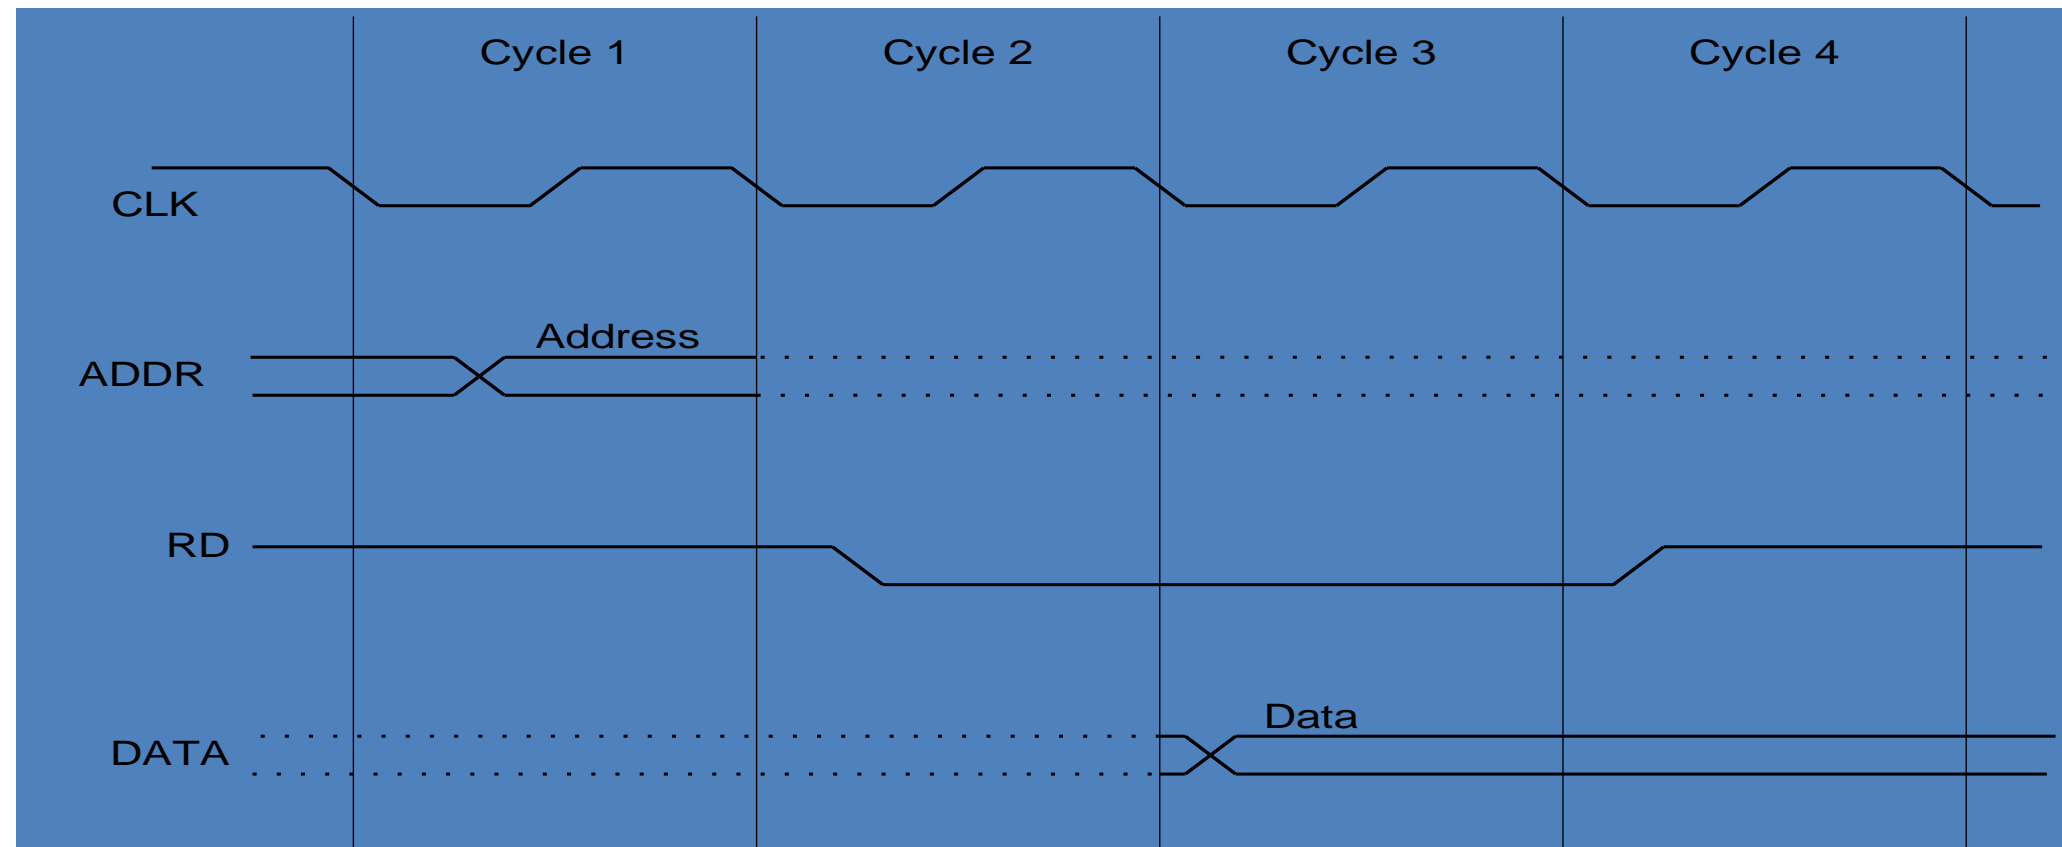 Cycle 1 Cycle 2 Cycle 3 Cycle 4
CLK
Address
ADDR
RD
Data
DATA